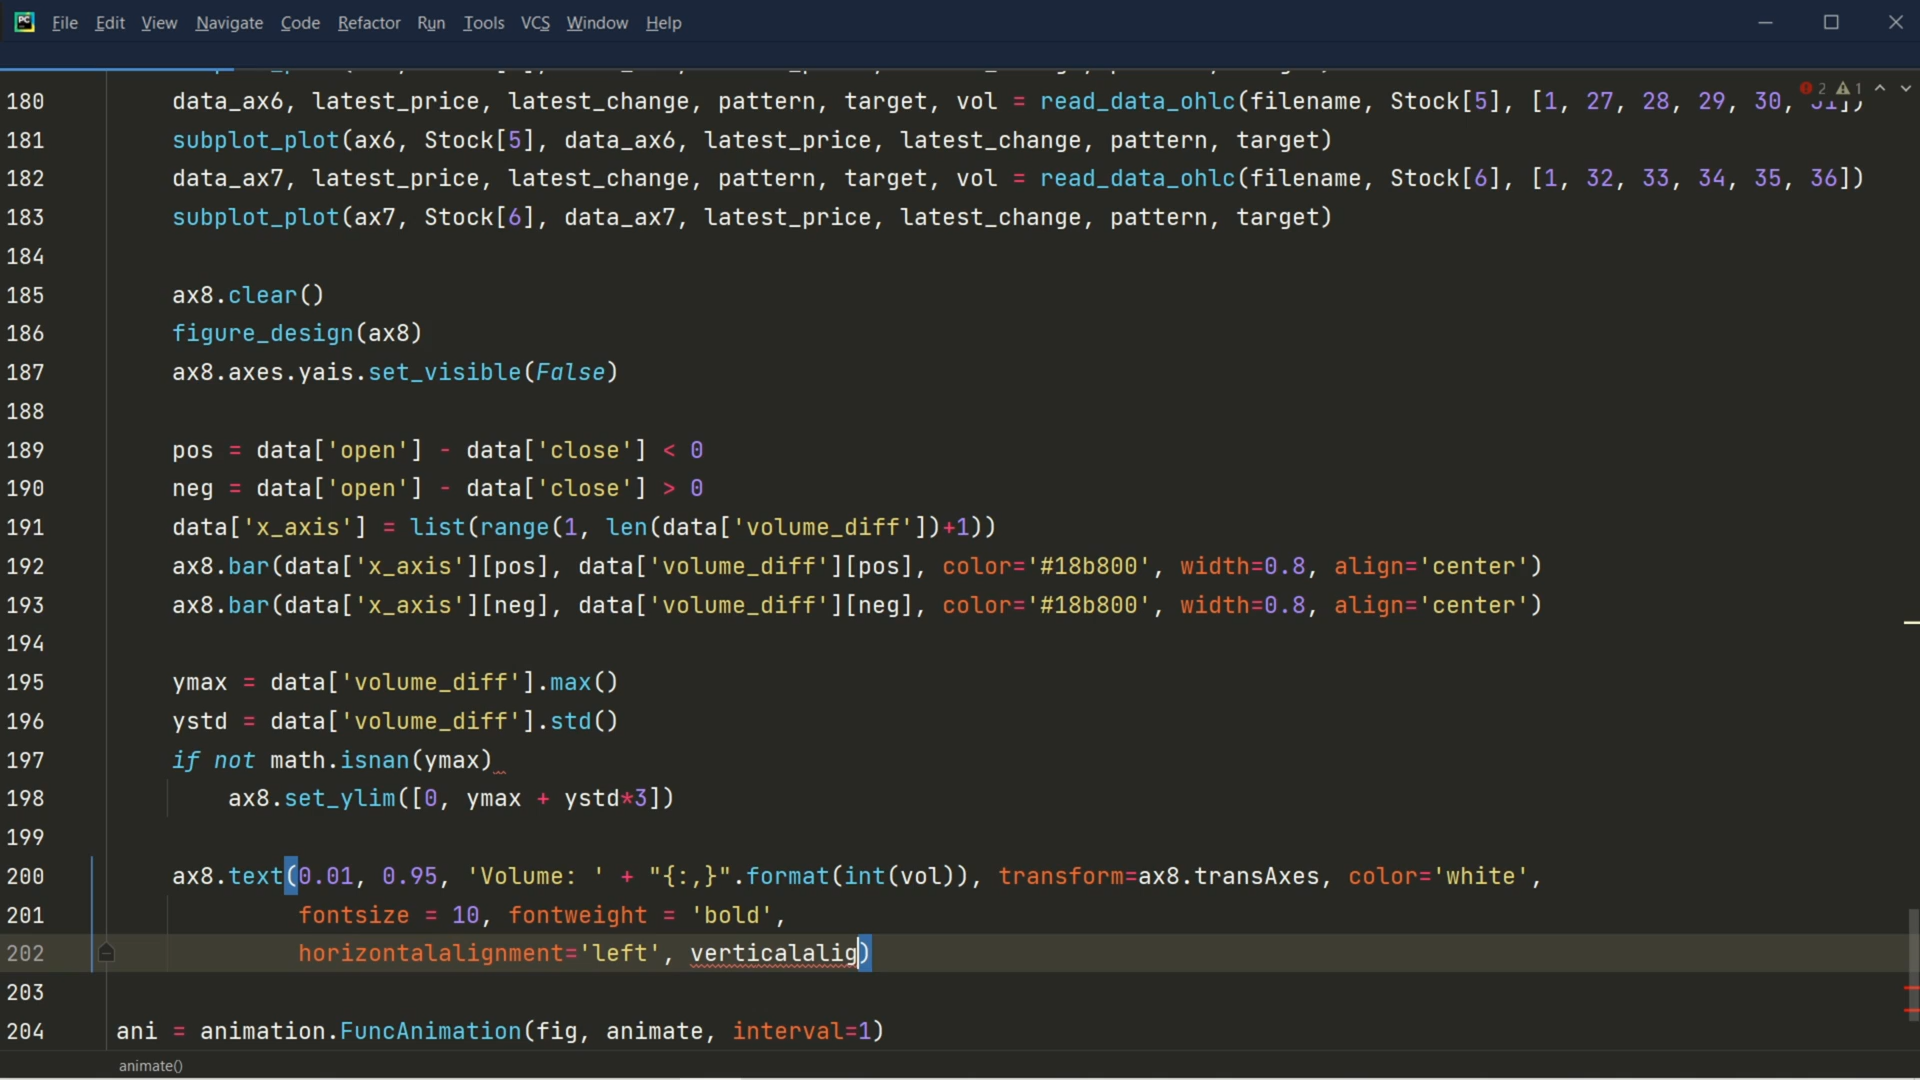 PC File Edit View Navigate Code Refactor Run Tools VCS Window Help
2 1
180 data_ax6, latest_price, latest_change, pattern, target, vol = read_data_ohlc(filename, Stock[5], [1, 27, 28, 29, 30, 31])
181 subplot_plot(ax6, Stock[5], data_ax6, latest_price, latest_change, pattern, target)
182 data_ax7, latest_price, latest_change, pattern, target, vol = read_data_ohlc(filename, Stock[6], [1, 32, 33, 34, 35, 36])
183 subplot_plot(ax7, Stock[6], data_ax7, latest_price, latest_change, pattern, target)
184
185 ax8.clear()
186 figure_design(ax8)
187 ax8.axes.yais.set_visible(False)
188
189 pos = data['open'] - data['close'] < 0
190 neg = data['open'] - data['close'] > 0
191 data['x_axis'] = list(range(1, len(data['volume_diff'])+1))
192 ax8.bar(data['x_axis'][pos], data['volume_diff'][pos], color='#18b800', width=0.8, align='center')
193 ax8.bar(data['x_axis'][neg], data['volume_diff'][neg], color='#18b800', width=0.8, align='center')
194
195 ymax = data['volume_diff'].max()
196 ystd = data['volume_diff'].std()
197 if not math.isnan(ymax)
198 ax8.set_ylim([0, ymax + ystd*3])
199
200 ax8.text(0.01, 0.95, 'Volume: ' + "{:,}".format(int(vol)), transform=ax8.transAxes, color='white',
201 fontsize = 10, fontweight = 'bold',
202 horizontalalignment='left', verticalalig)
203
204 ani = animation.FuncAnimation(fig, animate, interval=1)
animate()